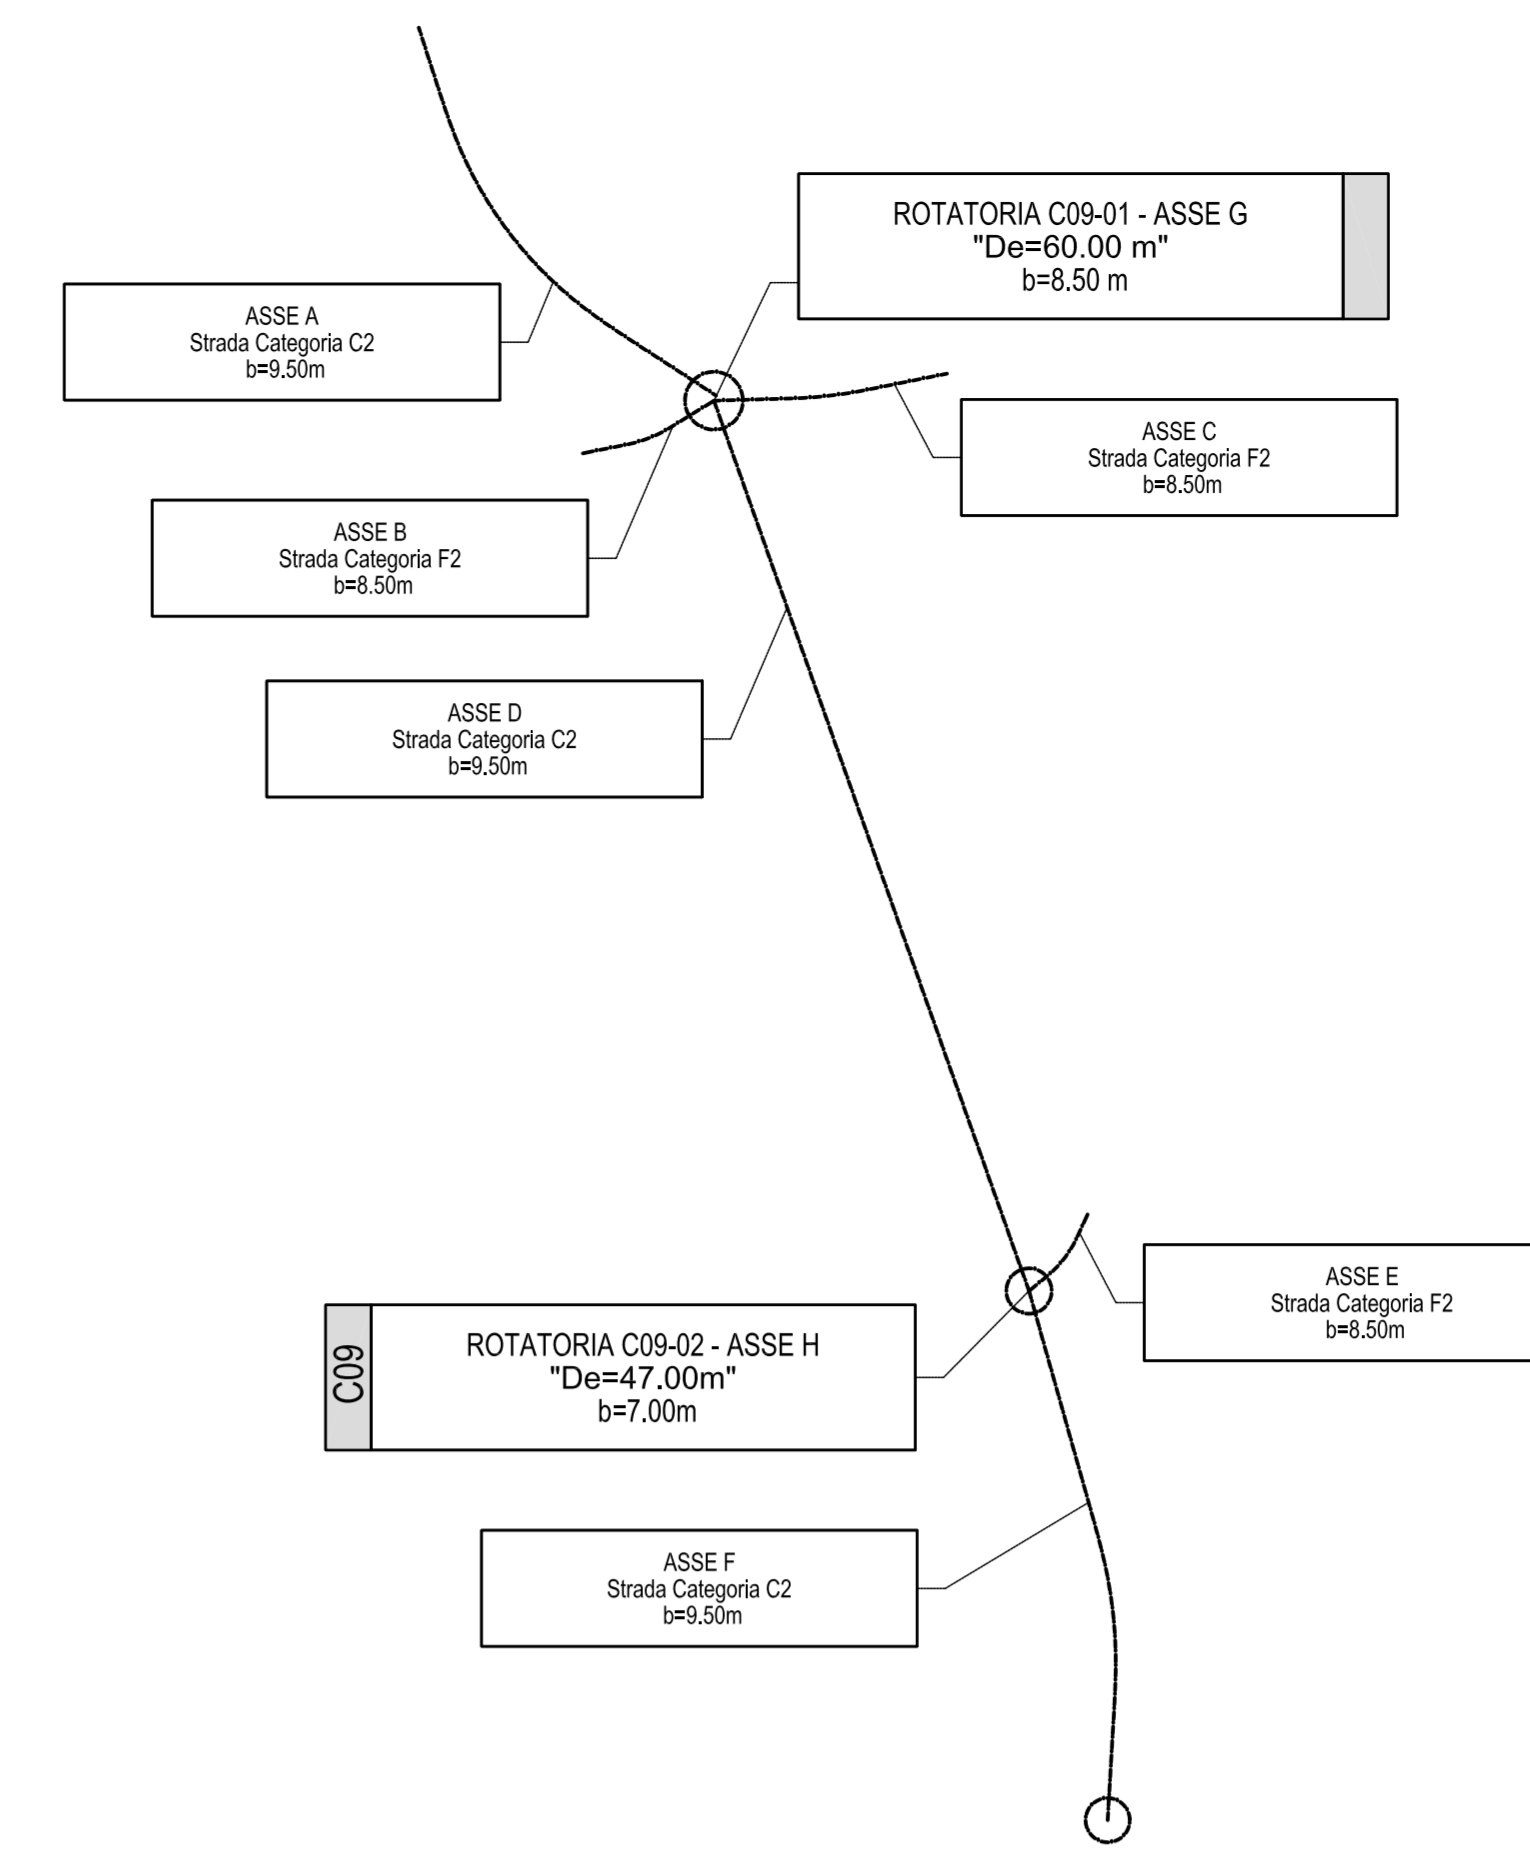 ROTATORIA C09-01 - ASSE G
"De=60.00 m"
b=8.50 m
ASSE A
Strada Categoria C2
b=9.50m
ASSE C
Strada Categoria F2
b=8.50m
ASSE B
Strada Categoria F2
b=8.50m
ASSE D
Strada Categoria C2
b=9.50m
ASSE E
Strada Categoria F2
b=8.50m
C09
ROTATORIA C09-02 - ASSE H
"De=47.00m"
b=7.00m
ASSE F
Strada Categoria C2
b=9.50m